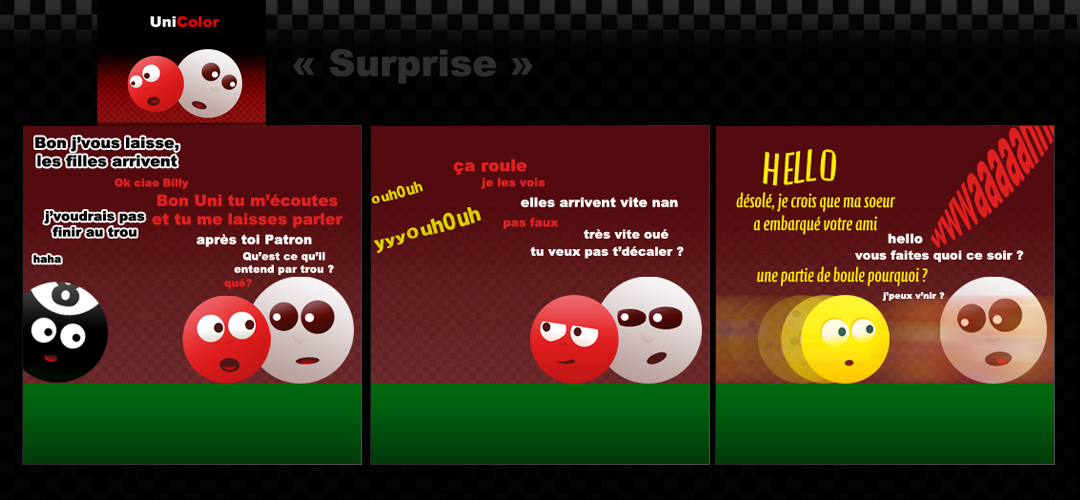 UniColor
« Surprise »
Bon j'vous laisse,
les filles arrivent
Ok ciao Billy
Bon Uni tu m'écoutes
et tu me laisses parler
j'voudrais pas
finir au trou
après toi Patron
haha
Qu'est ce qu'il
entend par trou ?
qué?
8
ça roule
je les vois
ouh0uh
elles arrivent vite nan
yyyouh0uh
pas faux
très vite oué
tu veux pas t'décaler ?
wwwaaaaanh
HELLO
désolé, je crois que ma soeur
a embarqué votre ami
hello
vous faites quoi ce soir ?
une partie de boule pourquoi ?
j'peux v'nir ?